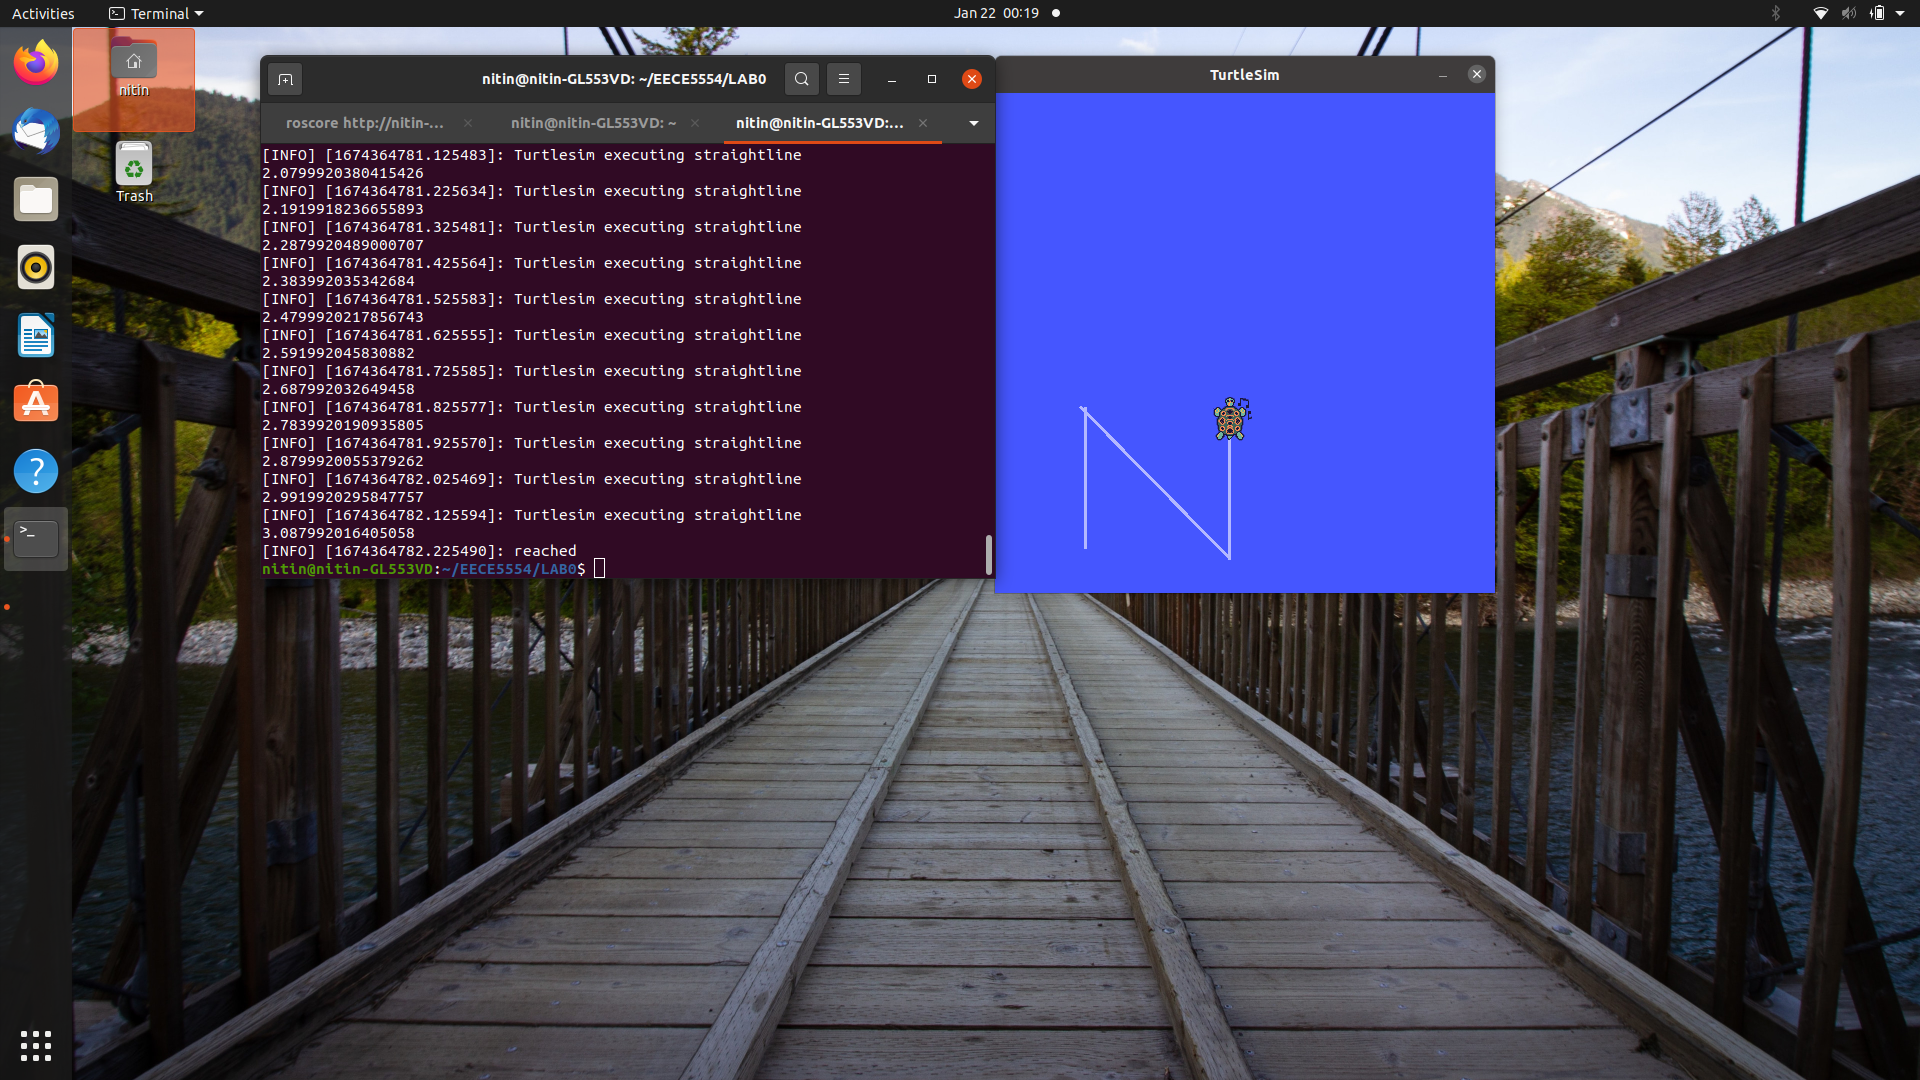 Activities
Terminal
Jan 22 00:19
nitin
Trash
nitin@nitin-GL553VD: ~/EECE5554/LAB0
roscore http://nitin-...
nitin@nitin-GL553VD: ~
nitin@nitin-GL553VD:...
[INFO] [1674364781.125483]: Turtlesim executing straightline
2.0799920380415426
[INFO] [1674364781.225634]: Turtlesim executing straightline
2.1919918236655893
[INFO] [1674364781.325481]: Turtlesim executing straightline
2.2879920489000707
[INFO] [1674364781.425564]: Turtlesim executing straightline
2.383992035342684
[INFO] [1674364781.525583]: Turtlesim executing straightline
2.4799920217856743
[INFO] [1674364781.625555]: Turtlesim executing straightline
2.591992045830882
[INFO] [1674364781.725585]: Turtlesim executing straightline
2.687992032649458
[INFO] [1674364781.825577]: Turtlesim executing straightline
2.7839920190935805
[INFO] [1674364781.925570]: Turtlesim executing straightline
2.8799920055379262
[INFO] [1674364782.025469]: Turtlesim executing straightline
2.9919920295847757
[INFO] [1674364782.125594]: Turtlesim executing straightline
3.087992016405058
[INFO] [1674364782.225490]: reached
nitin@nitin-GL553VD:~/EECE5554/LAB0$
TurtleSim